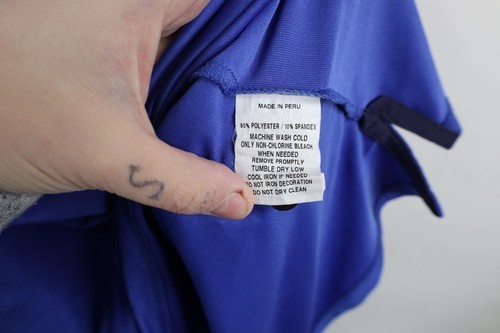 MADE IN PERU
90% POLYESTER / 10% SPANDEX
MACHINE WASH COLD
ONLY NON-CHLORINE BLEACH
WHEN NEEDED
REMOVE PROMPTLY
TUMBLE DRY LOW
COOL IRON IF NEEDED
DO NOT IRON DECORATION
DO NOT DRY CLEAN
S